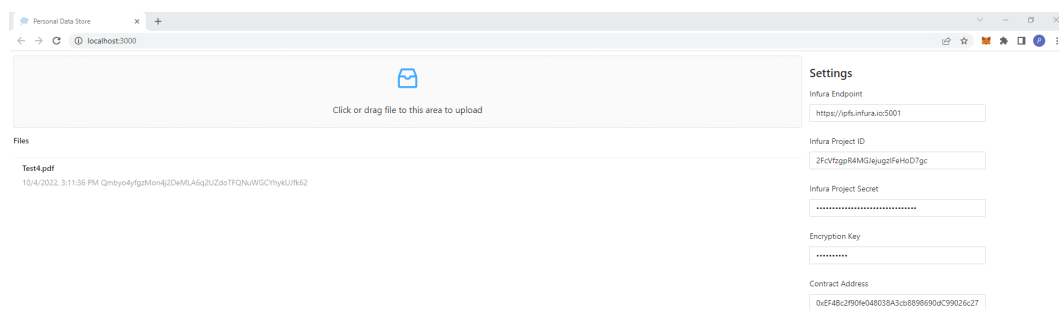 Personal Data Store
localhost:3000
Click or drag file to this area to upload
Files
Test4.pdf
10/4/2022, 3:11:36 PM Qmbyo4yfgzMon4j2DeMLA6q2UZdoTFQNuWGCYhykUJfk62
Settings
Infura Endpoint
https://ipfs.infura.io:5001
Infura Project ID
2FcVfzgpR4MGJejugzIFeHoD7gc
Infura Project Secret
Encryption Key
Contract Address
0xEF4Bc2f90fe048038A3cb8898690dC99026c27